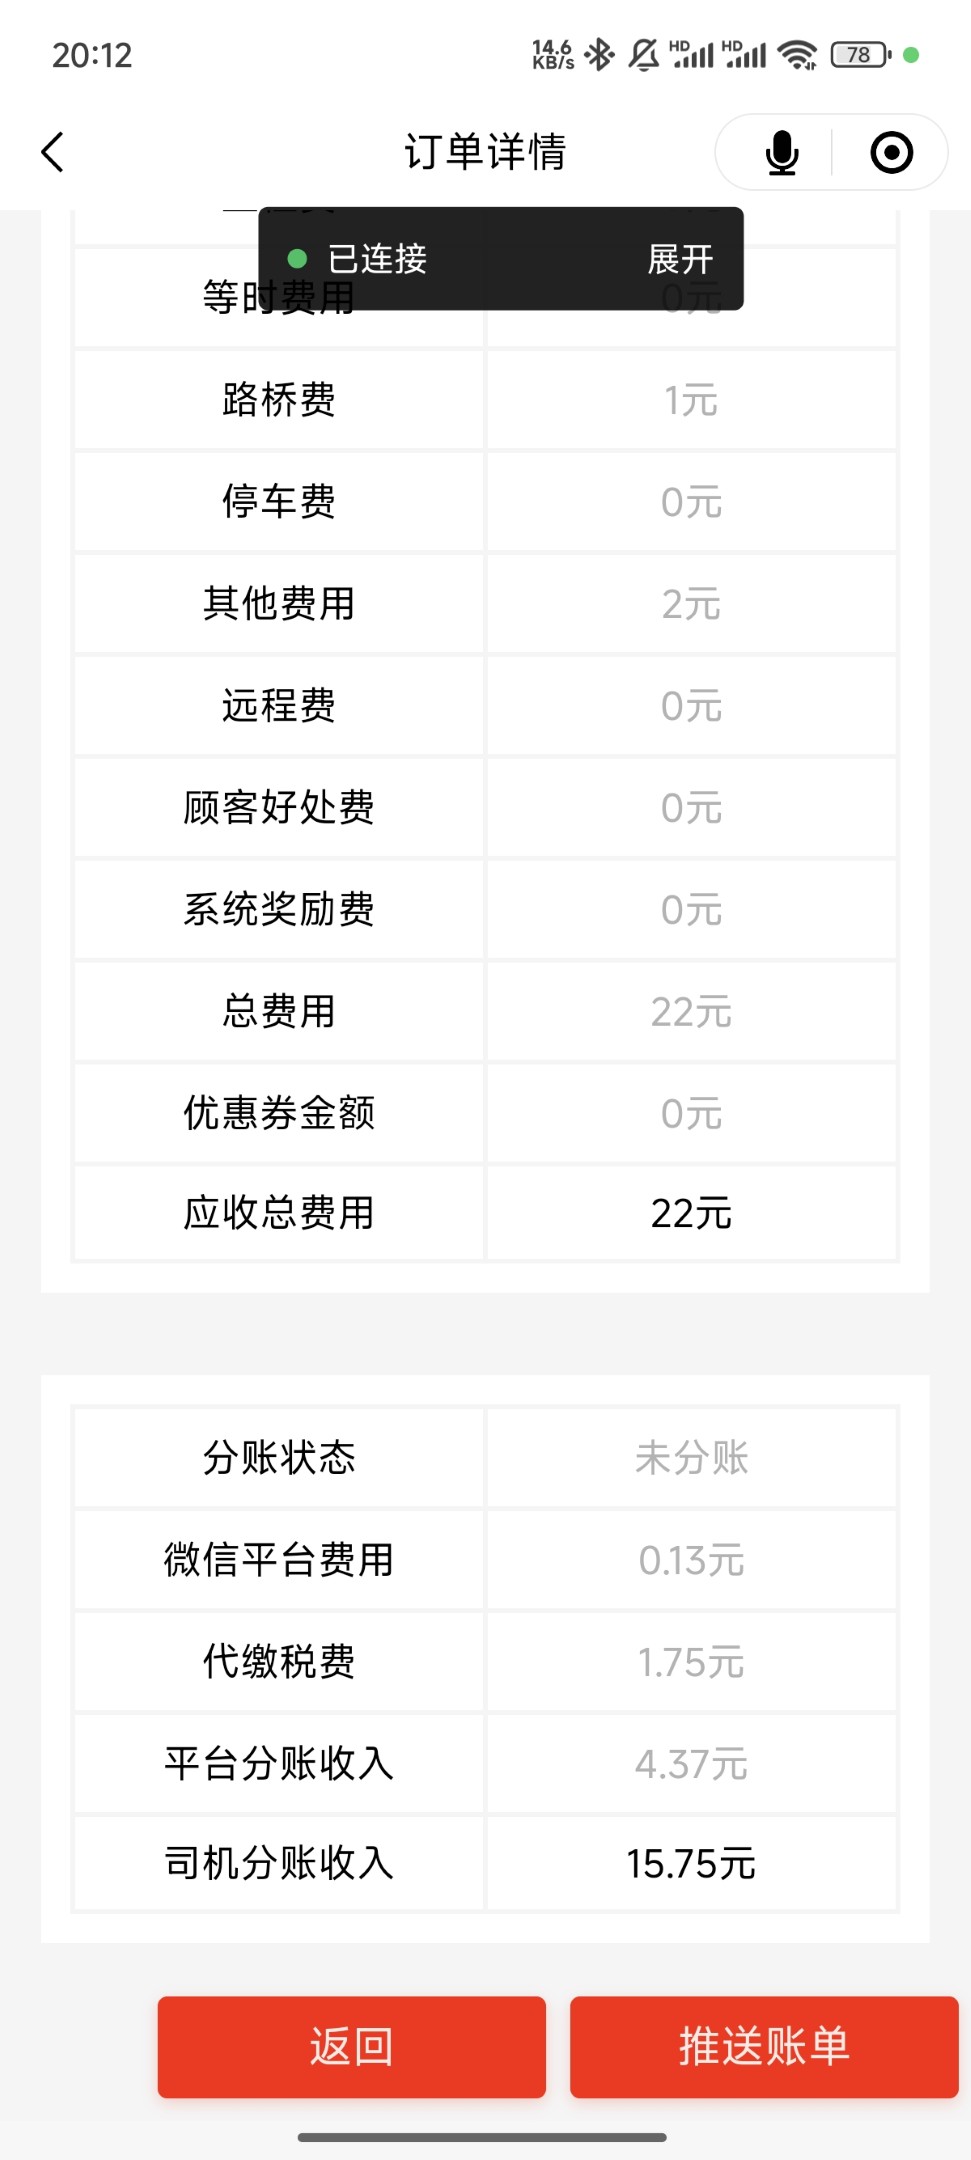 20:12
14.6 KB/s HD HD 78
订单详情
已连接 展开
等时费用 0元
路桥费 1元
停车费 0元
其他费用 2元
远程费 0元
顾客好处费 0元
系统奖励费 0元
总费用 22元
优惠券金额 0元
应收总费用 22元
分账状态 未分账
微信平台费用 0.13元
代缴税费 1.75元
平台分账收入 4.37元
司机分账收入 15.75元
返回 推送账单